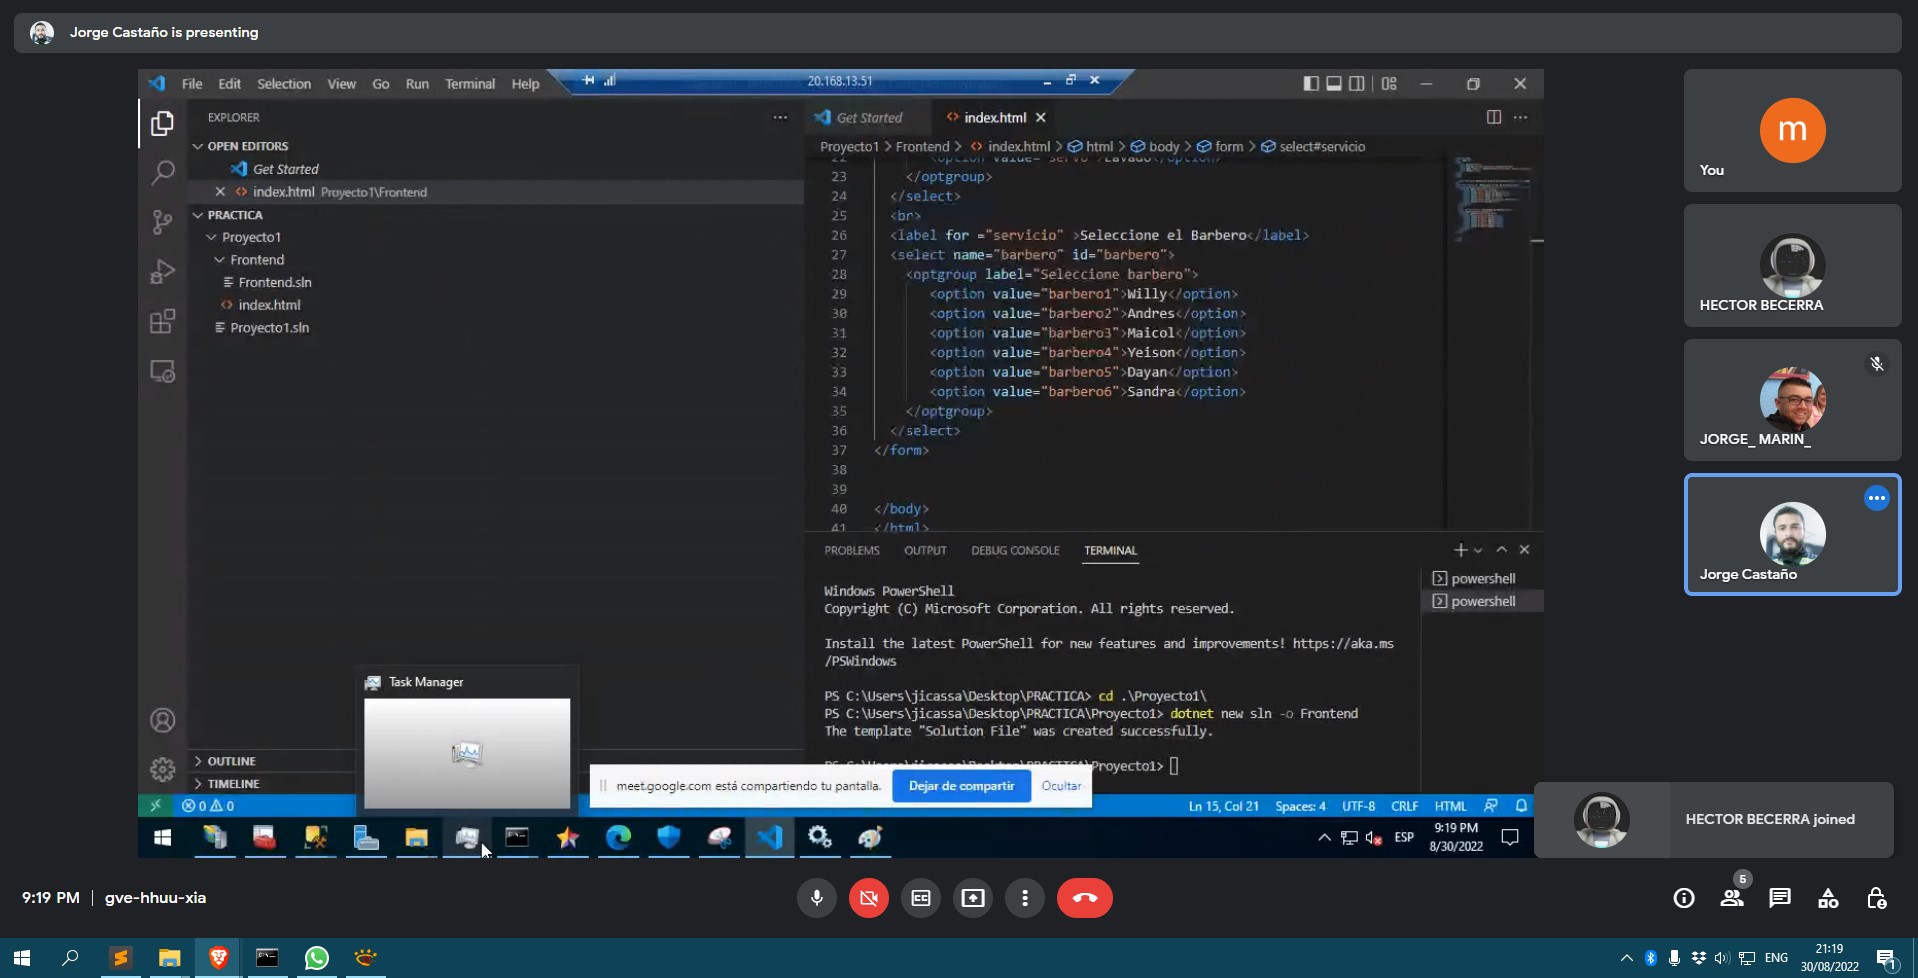 Jorge Castaño is presenting
File Edit Selection View Go Run Terminal Help
20.168.13.51
EXPLORER
OPEN EDITORS
Get Started
index.html Proyecto1\Frontend
PRACTICA
Proyecto1
Frontend
Frontend.sln
index.html
Proyecto1.sln
OUTLINE
TIMELINE
Get Started
index.html
Proyecto1 > Frontend > index.html > html > body > form > select#servicio
22 <option value="servo">Lavado</option>
23 </optgroup>
24 </select>
25 <br>
26 <label for ="servicio" >Seleccione el Barbero</label>
27 <select name="barbero" id="barbero">
28 <optgroup label="Seleccione barbero">
29 <option value="barbero1">Willy</option>
30 <option value="barbero2">Andres</option>
31 <option value="barbero3">Maicol</option>
32 <option value="barbero4">Yeison</option>
33 <option value="barbero5">Dayan</option>
34 <option value="barbero6">Sandra</option>
35 </optgroup>
36 </select>
37 </form>
38
39
40 </body>
41 </html>
PROBLEMS OUTPUT DEBUG CONSOLE TERMINAL
powershell
powershell
Windows PowerShell
Copyright (C) Microsoft Corporation. All rights reserved.
Install the latest PowerShell for new features and improvements! https://aka.ms
/PSWindows
PS C:\Users\jicassa\Desktop\PRACTICA> cd .\Proyecto1\
PS C:\Users\jicassa\Desktop\PRACTICA\Proyecto1> dotnet new sln -o Frontend
The template "Solution File" was created successfully.
PS C:\Users\jicassa\Desktop\PRACTICA\Proyecto1>
Task Manager
meet.google.com está compartiendo tu pantalla. Dejar de compartir Ocultar
0 0
Ln 15, Col 21 Spaces: 4 UTF-8 CRLF HTML
ESP
9:19 PM
8/30/2022
m
You
HECTOR BECERRA
JORGE_ MARIN_
Jorge Castaño
HECTOR BECERRA joined
9:19 PM | gve-hhuu-xia
5
ENG
21:19
30/08/2022
1